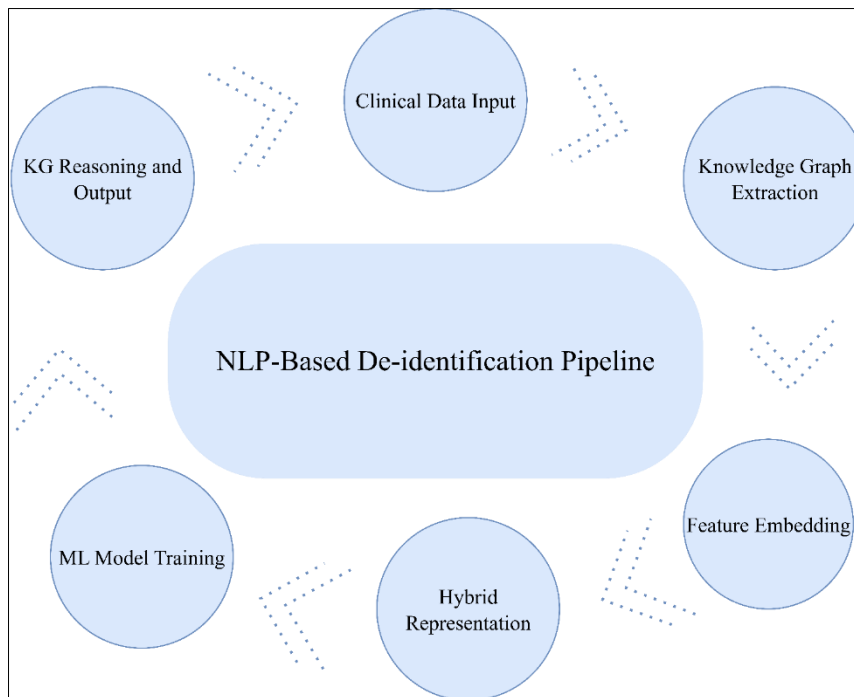 Clinical Data Input
KG Reasoning and
Output
Knowledge Graph
Extraction
NLP-Based De-identification Pipeline
Feature Embedding
ML Model Training
Hybrid
Representation